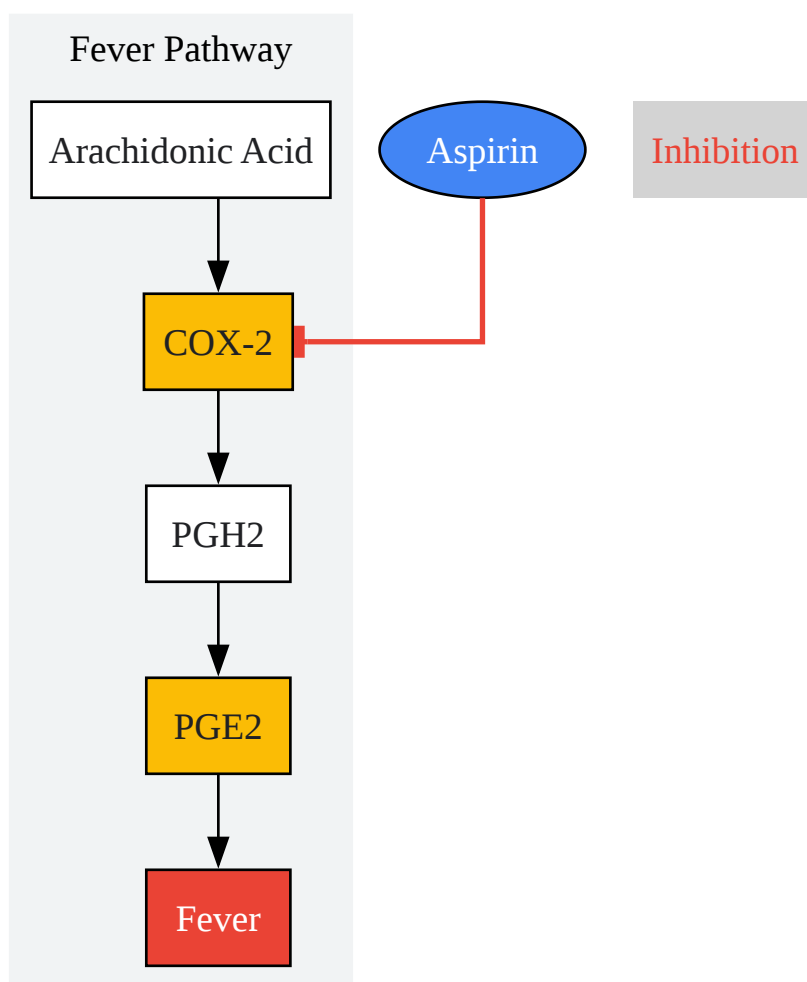 Fever Pathway
Arachidonic Acid
Aspirin
Inhibition
COX-2
PGH2
PGE2
Fever